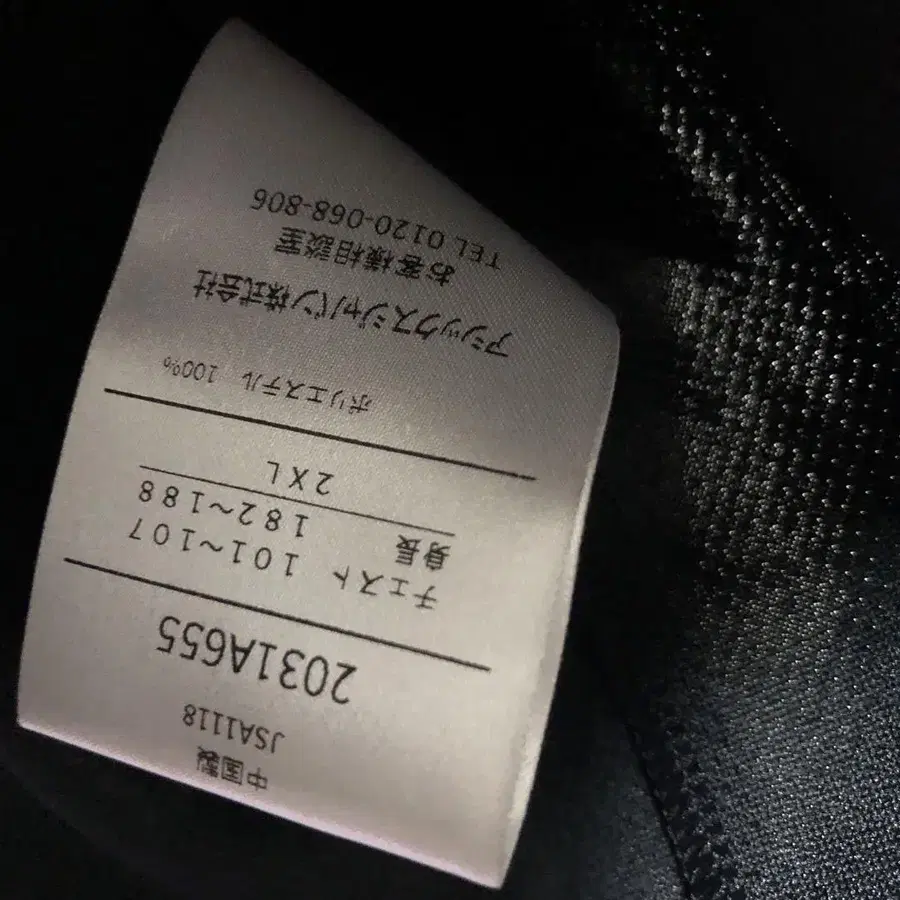 中国製
JSA1118
2031A655
チェスト 101〜107
身長 182〜188
2XL
ポリエステル 100%
アシックスジャパン株式会社
お客様相談室
TEL 0120-068-806